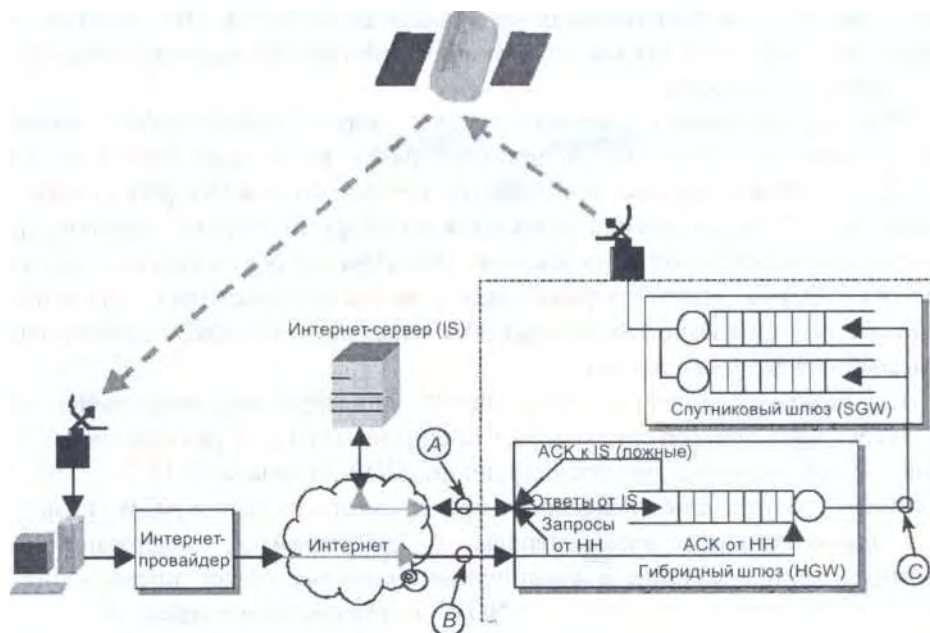 Интернет-сервер (IS)
Спутниковый шлюз (SGW)
A
АСК к IS (ложные)
Ответы от IS
Запросы
от НН
АСК от НН
Гибридный шлюз (HGW)
Интернет-
провайдер
Интернет
B
C